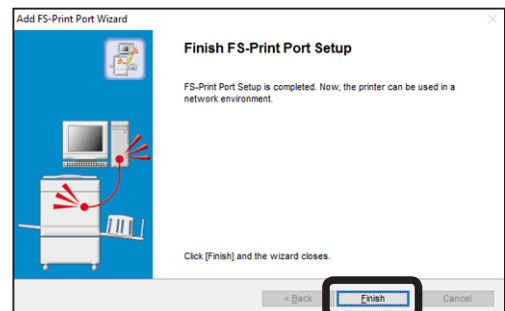 Add FS-Print Port Wizard
Finish FS-Print Port Setup
FS-Print Port Setup is completed. Now, the printer can be used in a
network environment.
Click [Finish] and the wizard closes.
< Back Finish Cancel